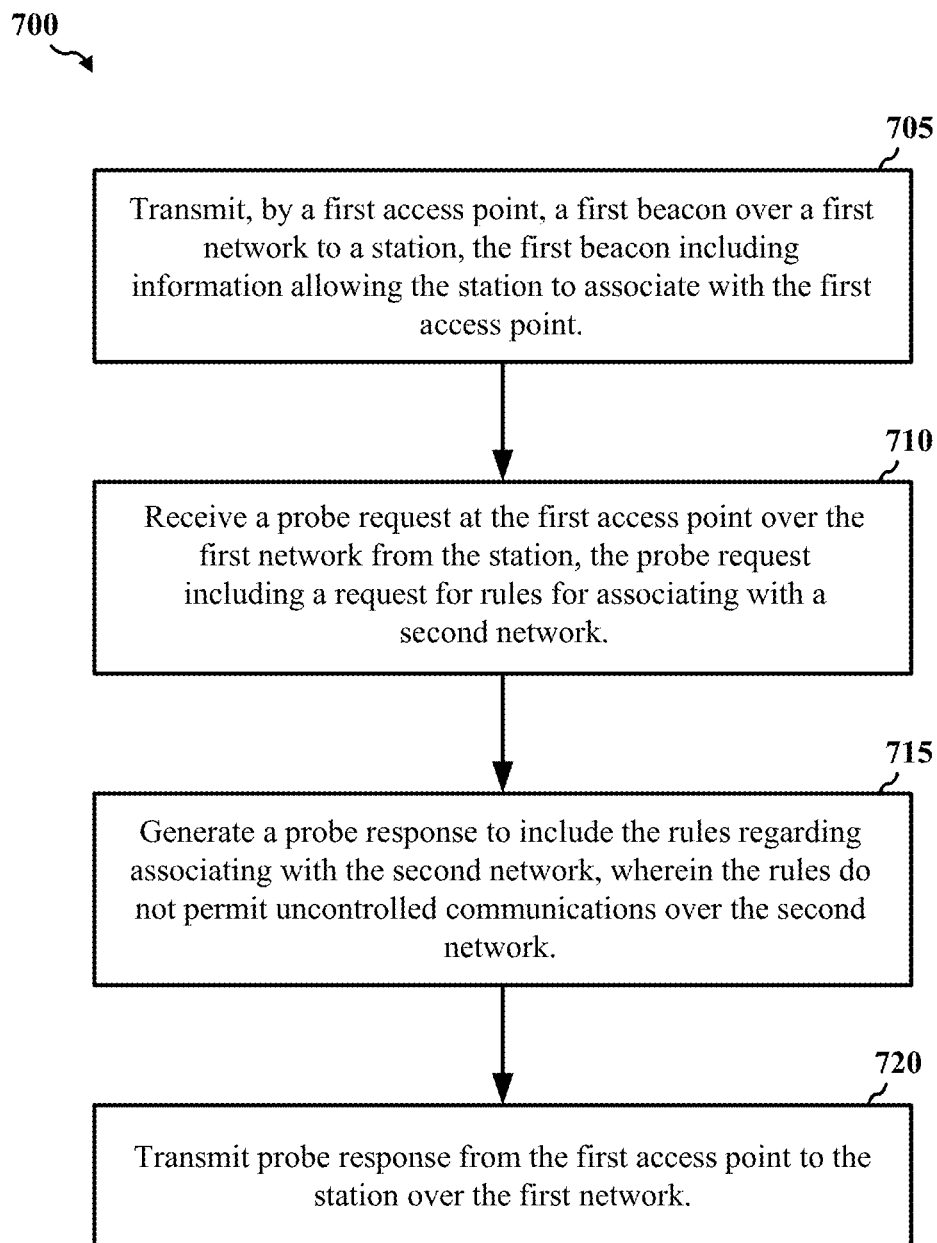 700
705
Transmit, by a first access point, a first beacon over a first
network to a station, the first beacon including
information allowing the station to associate with the first
access point.
710
Receive a probe request at the first access point over the
first network from the station, the probe request
including a request for rules for associating with a
second network.
715
Generate a probe response to include the rules regarding
associating with the second network, wherein the rules do
not permit uncontrolled communications over the second
network.
720
Transmit probe response from the first access point to the
station over the first network.